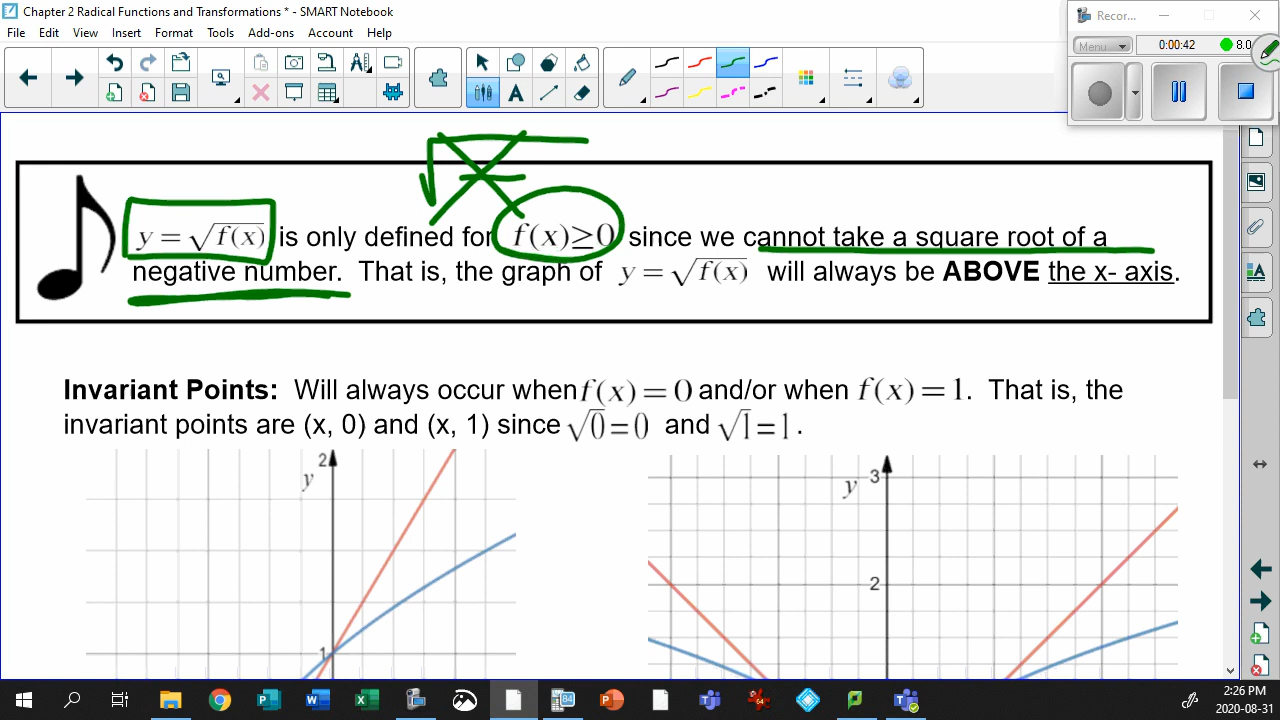 Chapter 2 Radical Functions and Transformations * - SMART Notebook
Recor...
File Edit View Insert Format Tools Add-ons Account Help
Menu 0:00:42 8.0
y = √f(x) is only defined for f(x)≥0 since we cannot take a square root of a
negative number. That is, the graph of y = √f(x) will always be ABOVE the x- axis.
Invariant Points: Will always occur when f(x) = 0 and/or when f(x) = 1. That is, the
invariant points are (x, 0) and (x, 1) since √0 = 0 and √1 = 1 .
2
y
1
3
y
2
2:26 PM
2020-08-31